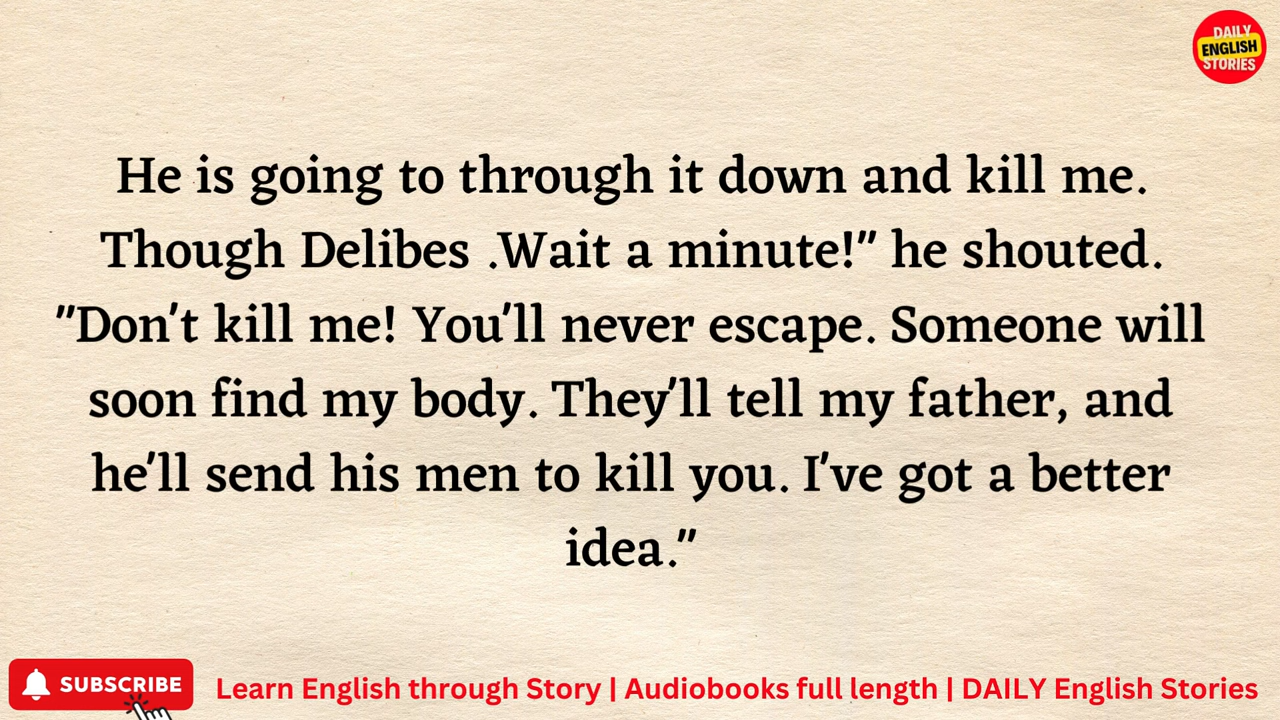 DAILY
ENGLISH
STORIES
He is going to through it down and kill me.
Though Delibes .Wait a minute!" he shouted.
"Don't kill me! You'll never escape. Someone will
soon find my body. They'll tell my father, and
he'll send his men to kill you. I've got a better
idea."
SUBSCRIBE
Learn English through Story | Audiobooks full length | DAILY English Stories